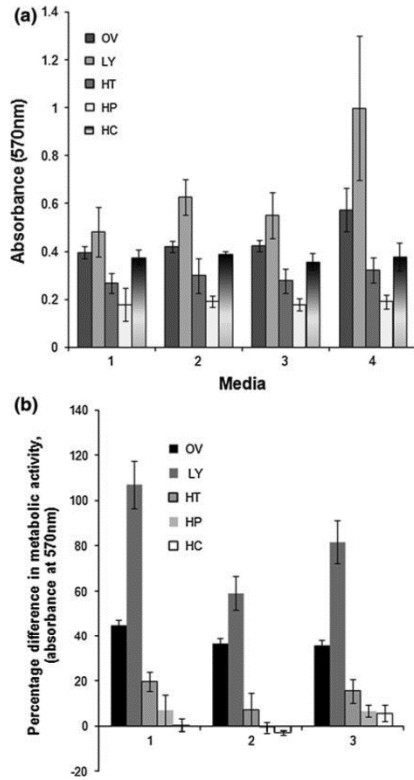 (a)
1.4
1.2
1
0.8
0.6
0.4
0.2
0
Absorbance (570nm)
OV
LY
HT
HP
HC
1 2 3 4
Media
(b)
140
120
100
80
60
40
20
0
-20
Percentage difference in metabolic activity,
(absorbance at 570nm)
OV
LY
HT
HP
HC
1 2 3